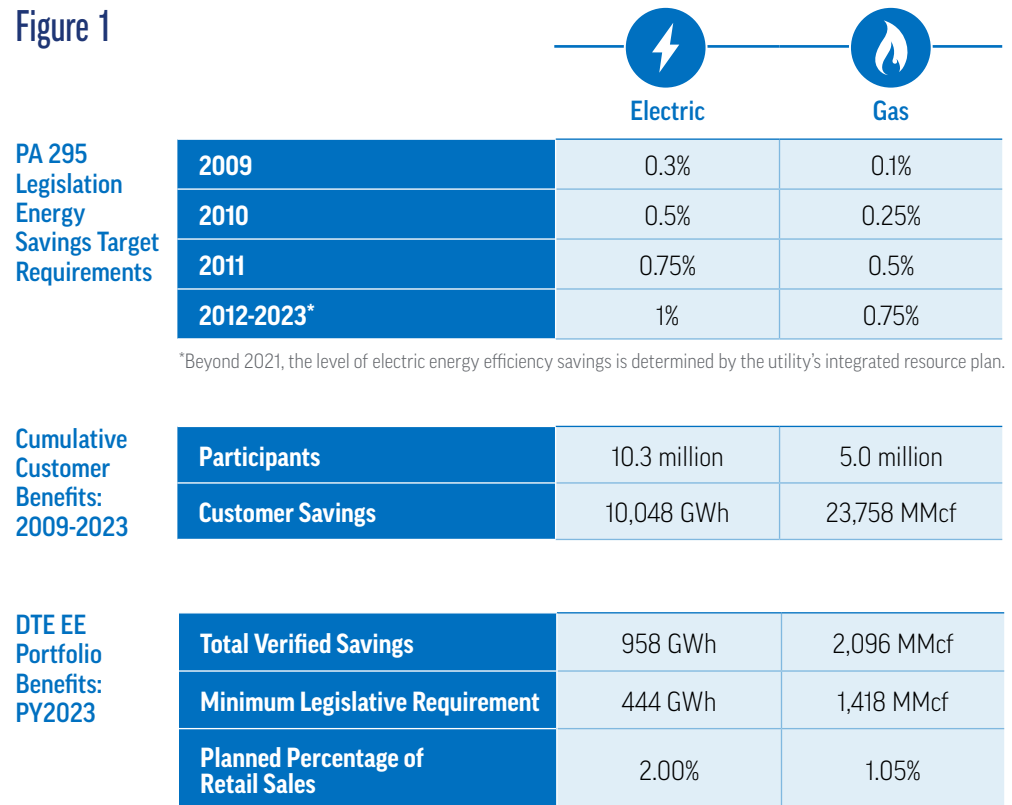 Figure 1
Electric Gas
PA 295
Legislation
Energy
Savings Target
Requirements
2009 0.3% 0.1%
2010 0.5% 0.25%
2011 0.75% 0.5%
2012-2023* 1% 0.75%
*Beyond 2021, the level of electric energy efficiency savings is determined by the utility's integrated resource plan.
Cumulative
Customer
Benefits:
2009-2023
Participants 10.3 million 5.0 million
Customer Savings 10,048 GWh 23,758 MMcf
DTE EE
Portfolio
Benefits:
PY2023
Total Verified Savings 958 GWh 2,096 MMcf
Minimum Legislative Requirement 444 GWh 1,418 MMcf
Planned Percentage of
Retail Sales 2.00% 1.05%